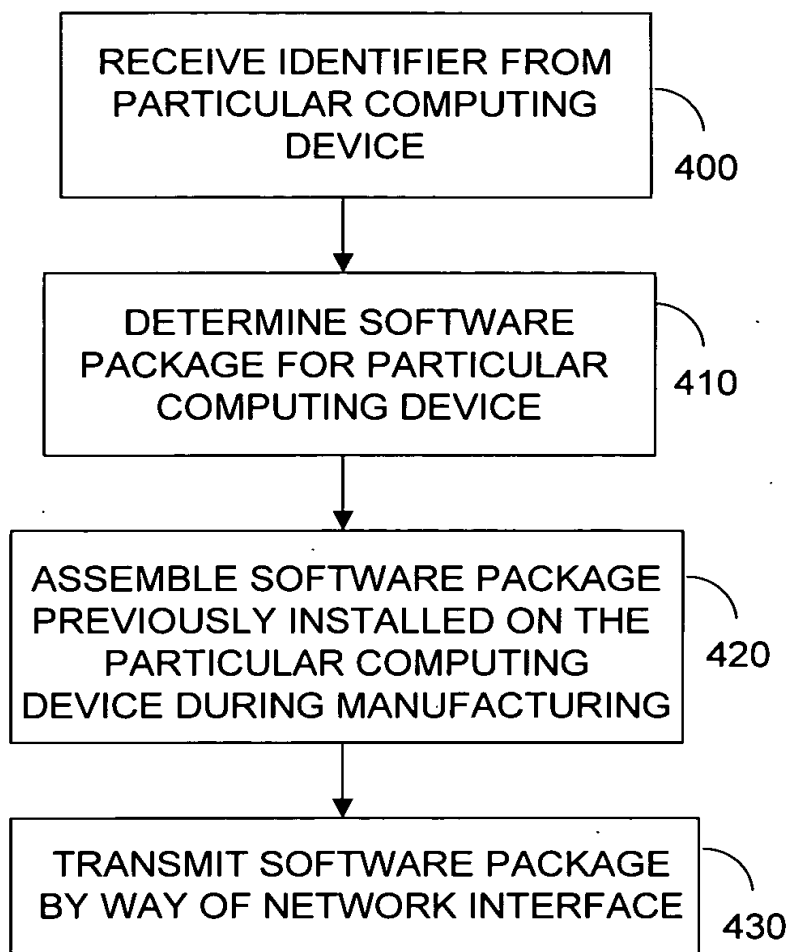 RECEIVE IDENTIFIER FROM
PARTICULAR COMPUTING
DEVICE
400
DETERMINE SOFTWARE
PACKAGE FOR PARTICULAR
COMPUTING DEVICE
410
ASSEMBLE SOFTWARE PACKAGE
PREVIOUSLY INSTALLED ON THE
PARTICULAR COMPUTING
DEVICE DURING MANUFACTURING
420
TRANSMIT SOFTWARE PACKAGE
BY WAY OF NETWORK INTERFACE
430